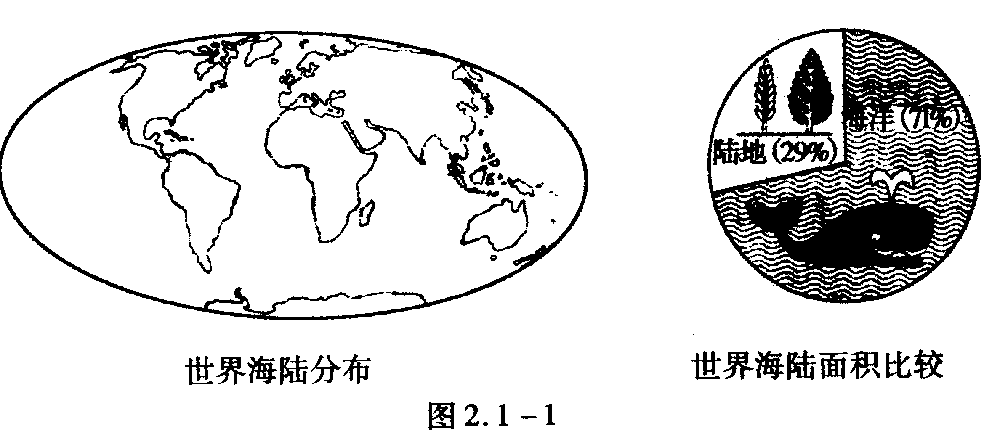 海洋(71%)
陆地(29%)
世界海陆分布
世界海陆面积比较
图2.1-1